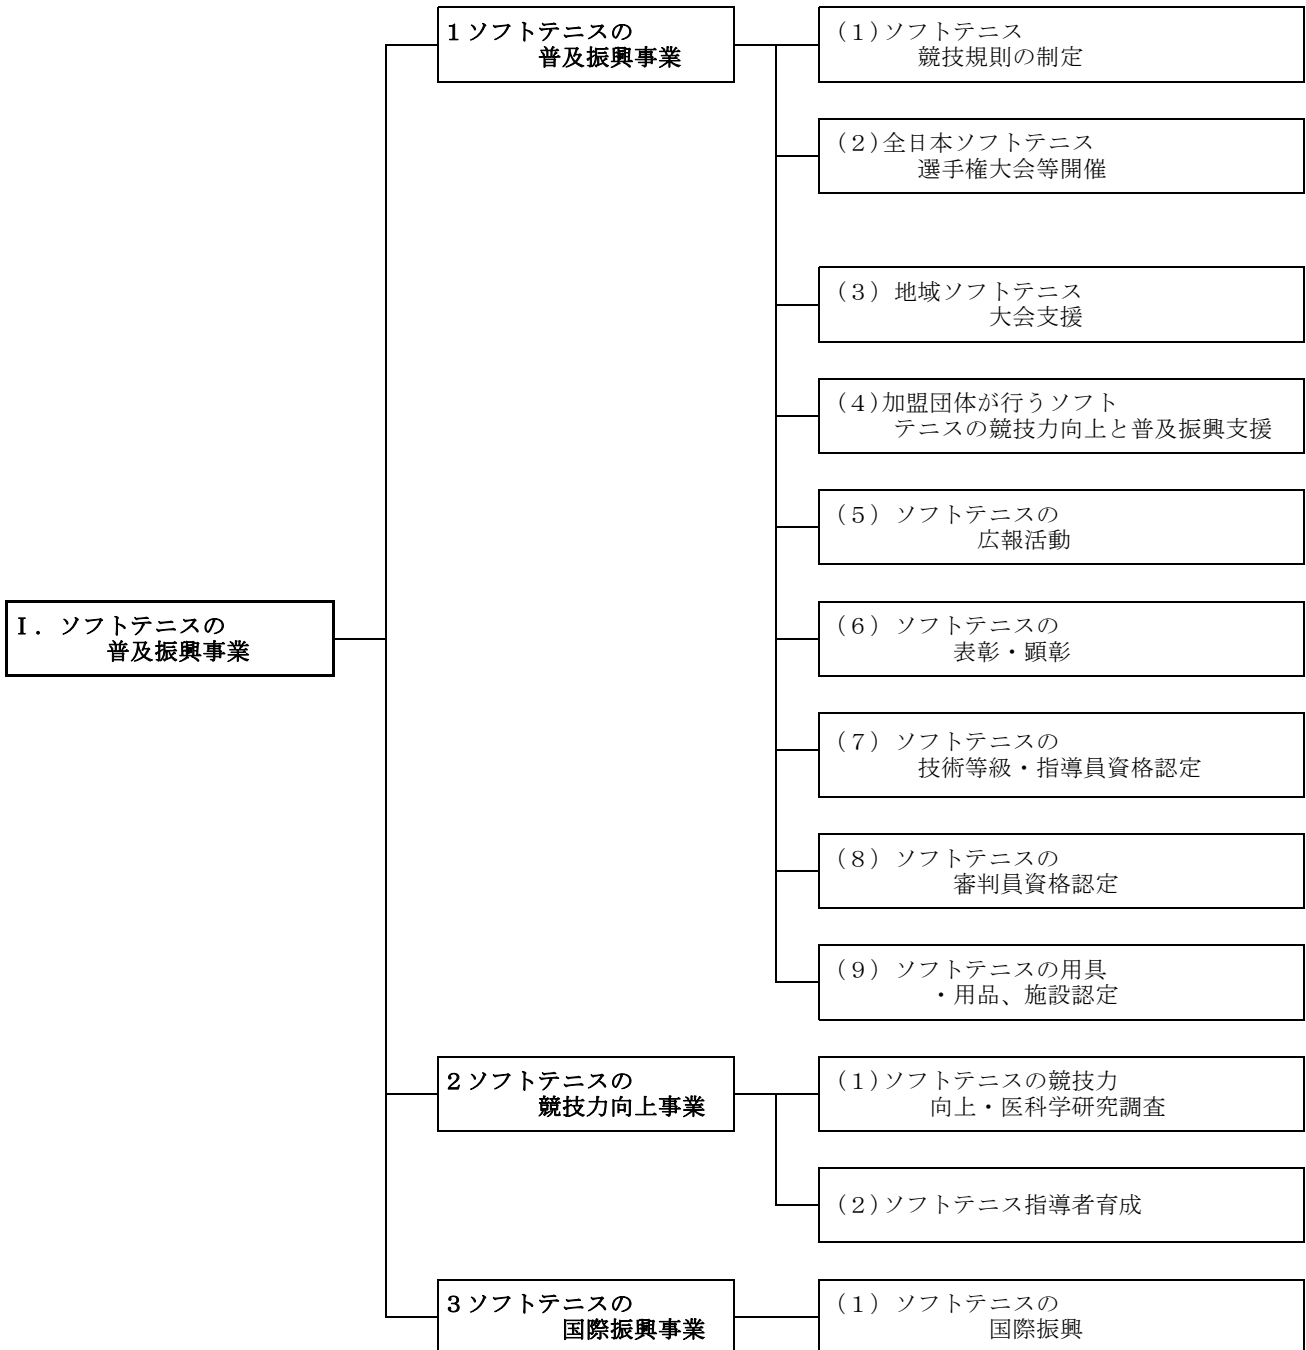 １ソフトテニスの
普及振興事業
（１）ソフトテニス
競技規則の制定
（２）全日本ソフトテニス
選手権大会等開催
（３）地域ソフトテニス
大会支援
（４）加盟団体が行うソフト
テニスの競技力向上と普及振興支援
（５）ソフトテニスの
広報活動
Ⅰ．ソフトテニスの
普及振興事業
（６）ソフトテニスの
表彰・顕彰
（７）ソフトテニスの
技術等級・指導員資格認定
（８）ソフトテニスの
審判員資格認定
（９）ソフトテニスの用具
・用品、施設認定
２ソフトテニスの
競技力向上事業
（１）ソフトテニスの競技力
向上・医科学研究調査
（２）ソフトテニス指導者育成
３ソフトテニスの
国際振興事業
（１）ソフトテニスの
国際振興